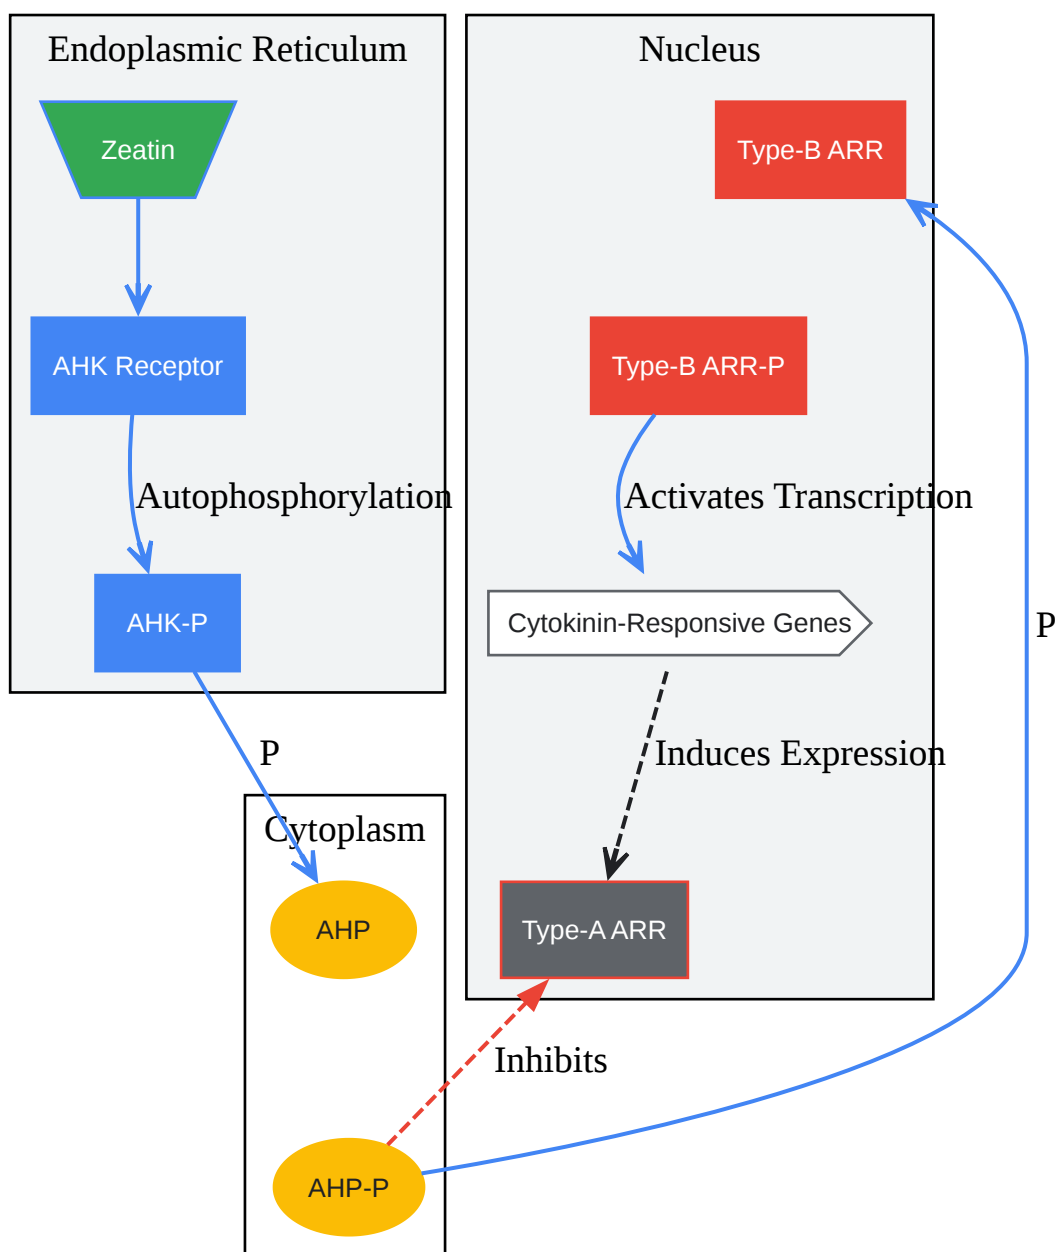 Endoplasmic Reticulum
Nucleus
Zeatin
Type-B ARR
AHK Receptor
Type-B ARR-P
Autophosphorylation
Activates Transcription
AHK-P
Cytokinin-Responsive Genes
P
P
Induces Expression
Cytoplasm
AHP
Type-A ARR
Inhibits
AHP-P